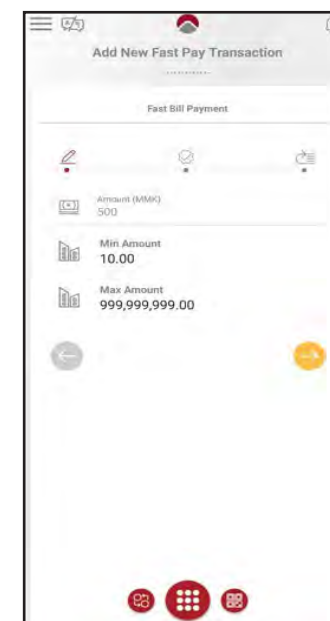 Add New Fast Pay Transaction
Fast Bill Payment
Amount (MMK)
500
Min Amount
10.00
Max Amount
999,999,999.00